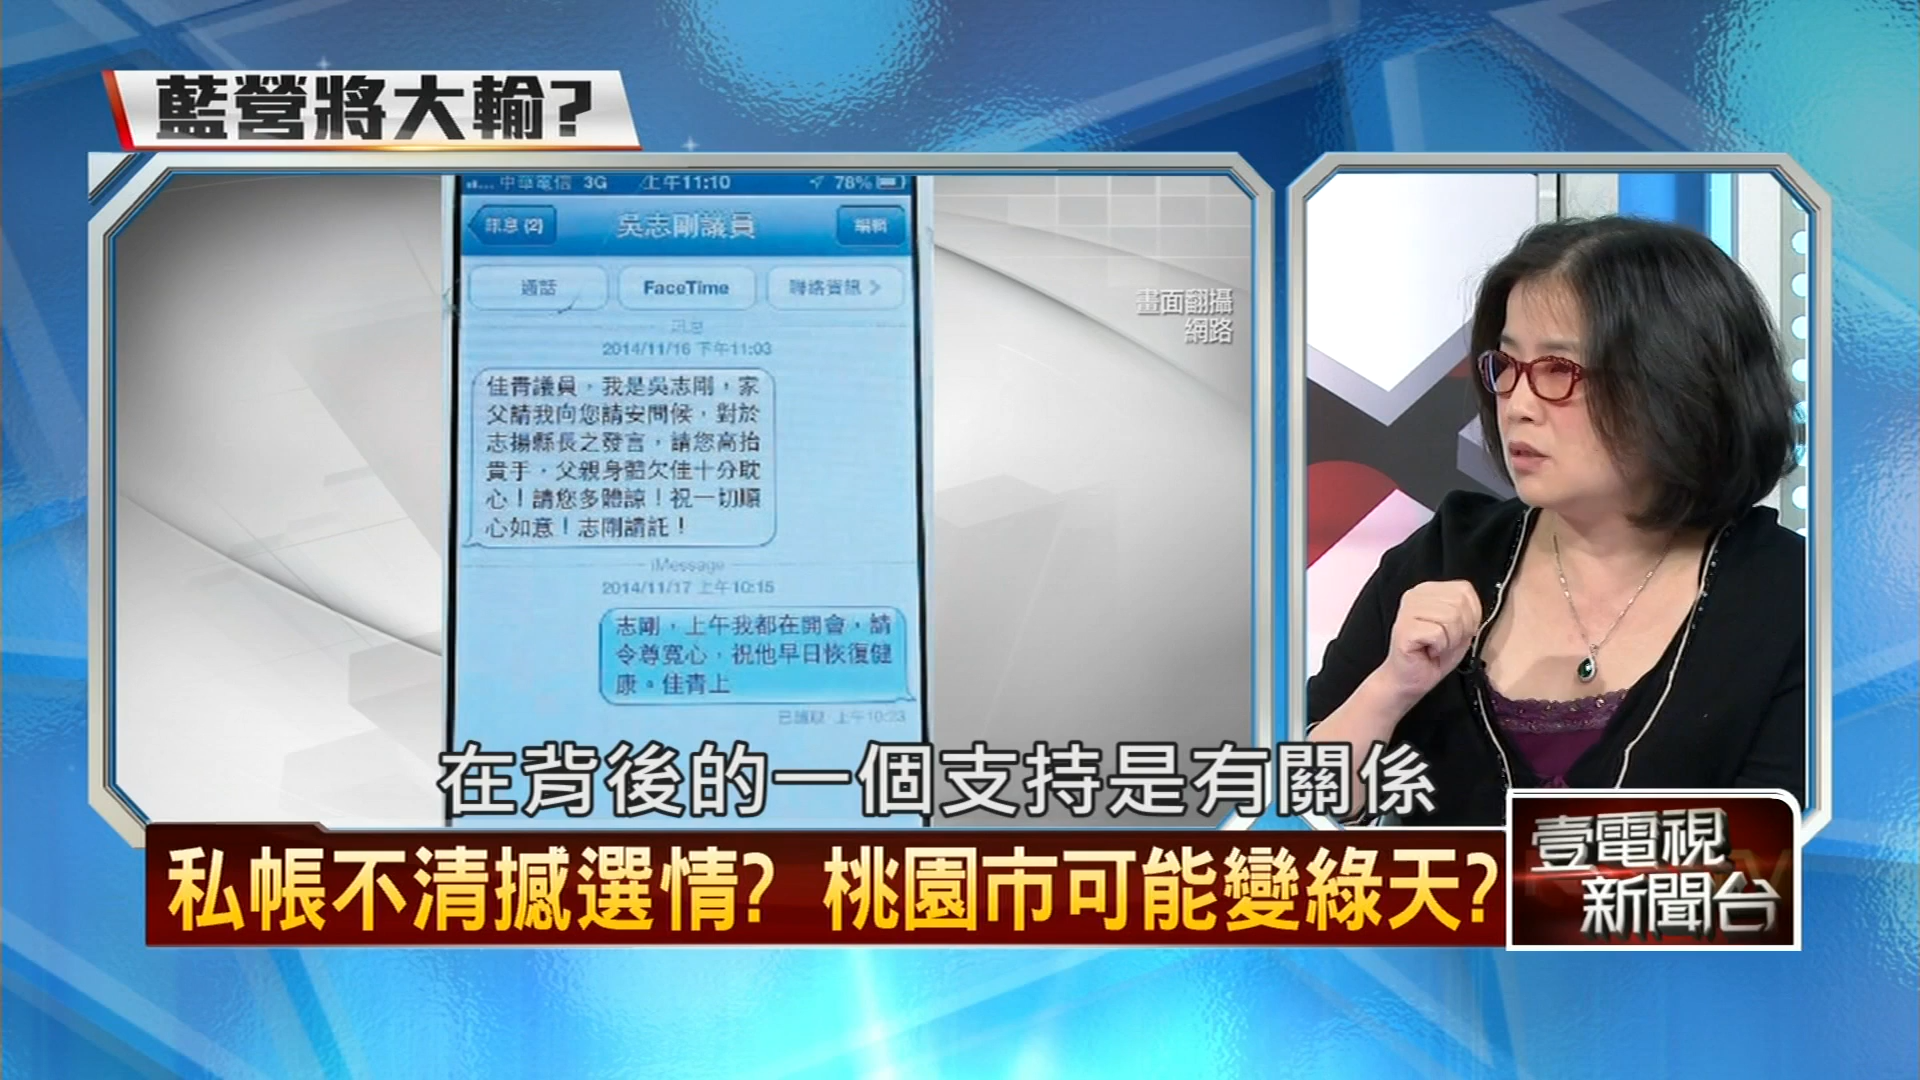 藍營將大輸?
中華電信 3G 上午11:10 78%
訊息 (2) 吳志剛議員 編輯
通話 FaceTime 聯絡資訊
訊息
2014/11/16 下午11:03
佳青議員，我是吳志剛，家
父請我向您請安問候，對於
志揚縣長之發言，請您高抬
貴手，父親身體欠佳十分耽
心！請您多體諒！祝一切順
心如意！志剛請託！
iMessage
2014/11/17 上午10:15
志剛，上午我都在開會，請
令尊寬心，祝他早日恢復健
康。佳青上
已讀取 上午10:23
畫面翻攝
網路
在背後的一個支持是有關係
私帳不清撼選情? 桃園市可能變綠天?
壹電視
新聞台